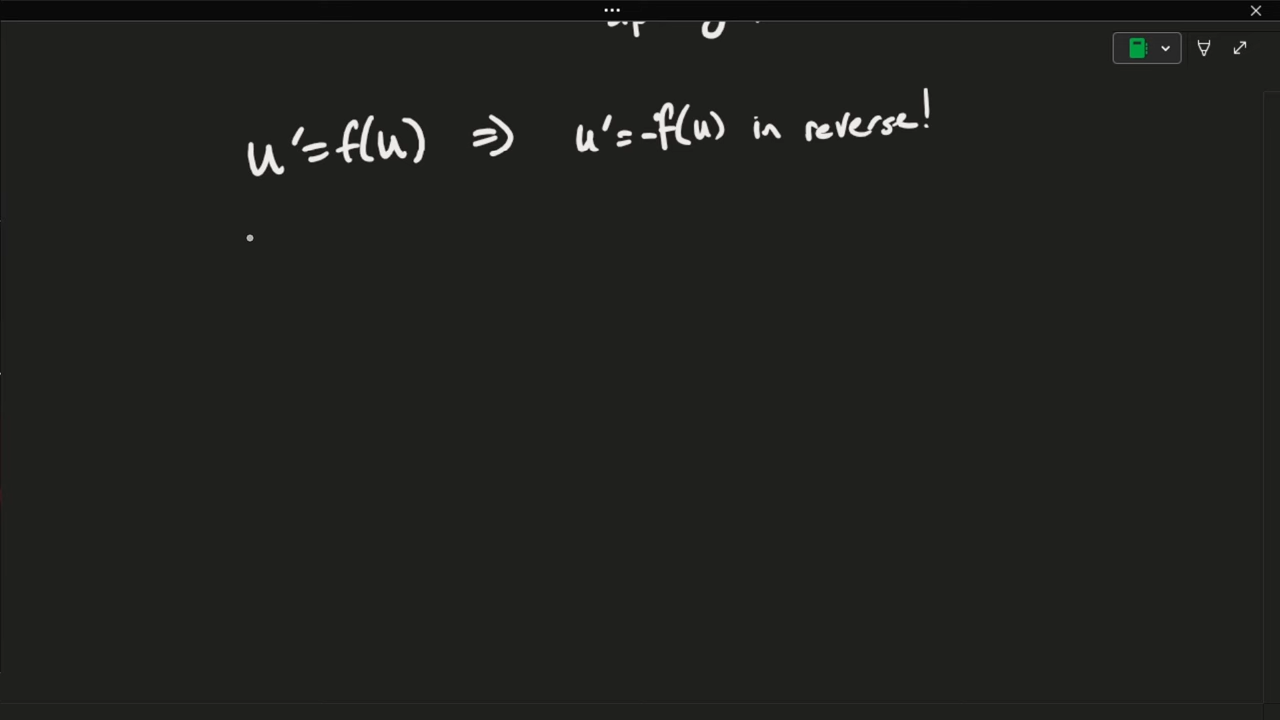 u' = f(u) ⇒ u' = -f(u) in reverse!